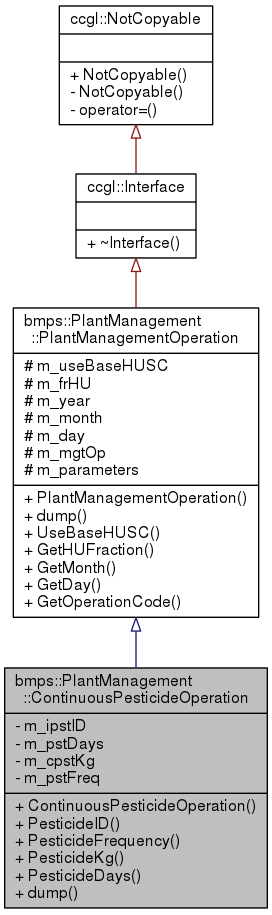 ccgl::NotCopyable
+ NotCopyable()
- NotCopyable()
- operator=()
ccgl::Interface
+ ~Interface()
bmps::PlantManagement
::PlantManagementOperation
# m_useBaseHUSC
# m_frHU
# m_year
# m_month
# m_day
# m_mgtOp
# m_parameters
+ PlantManagementOperation()
+ dump()
+ UseBaseHUSC()
+ GetHUFraction()
+ GetMonth()
+ GetDay()
+ GetOperationCode()
bmps::PlantManagement
::ContinuousPesticideOperation
- m_ipstID
- m_pstDays
- m_cpstKg
- m_pstFreq
+ ContinuousPesticideOperation()
+ PesticideID()
+ PesticideFrequency()
+ PesticideKg()
+ PesticideDays()
+ dump()